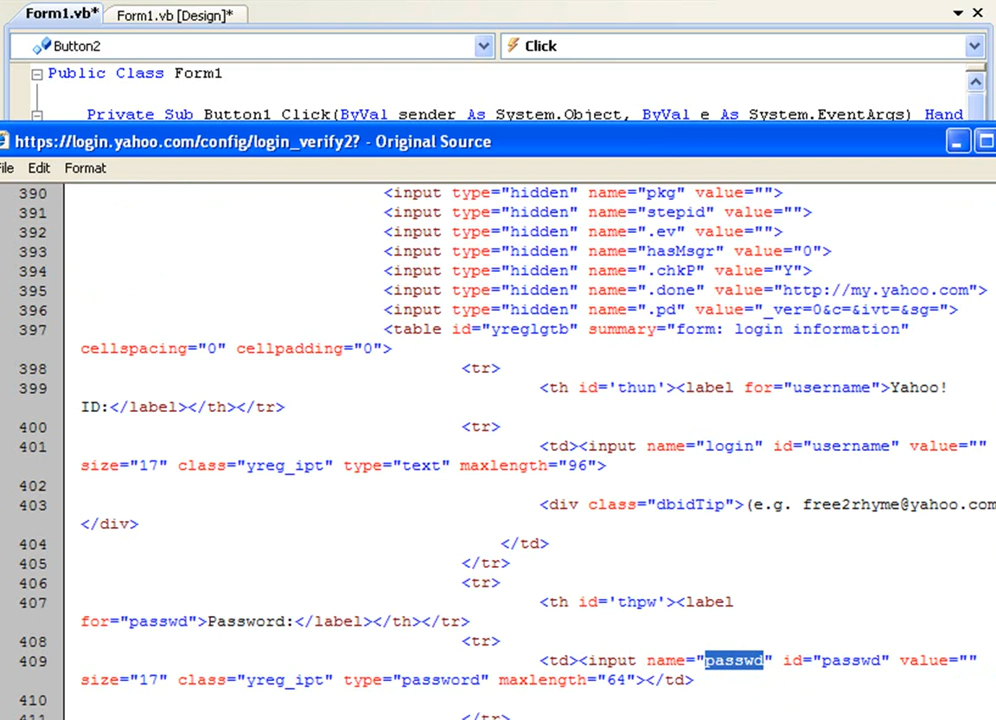 Form1.vb* Form1.vb [Design]*
Button2 Click
Public Class Form1
Private Sub Button1_Click(ByVal sender As System.Object, ByVal e As System.EventArgs) Hand
https://login.yahoo.com/config/login_verify2? - Original Source
File Edit Format
390 <input type="hidden" name="pkg" value="">
391 <input type="hidden" name="stepid" value="">
392 <input type="hidden" name=".ev" value="">
393 <input type="hidden" name="hasMsgr" value="0">
394 <input type="hidden" name=".chkP" value="Y">
395 <input type="hidden" name=".done" value="http://my.yahoo.com">
396 <input type="hidden" name=".pd" value="_ver=0&c=&ivt=&sg=">
397 <table id="yreglgtb" summary="form: login information"
cellspacing="0" cellpadding="0">
398 <tr>
399 <th id='thun'><label for="username">Yahoo!
ID:</label></th></tr>
400 <tr>
401 <td><input name="login" id="username" value=""
size="17" class="yreg_ipt" type="text" maxlength="96">
402
403 <div class="dbidTip">(e.g. free2rhyme@yahoo.com
</div>
404 </td>
405 </tr>
406 <tr>
407 <th id='thpw'><label
for="passwd">Password:</label></th></tr>
408 <tr>
409 <td><input name="passwd" id="passwd" value=""
size="17" class="yreg_ipt" type="password" maxlength="64"></td>
410
411 </tr>